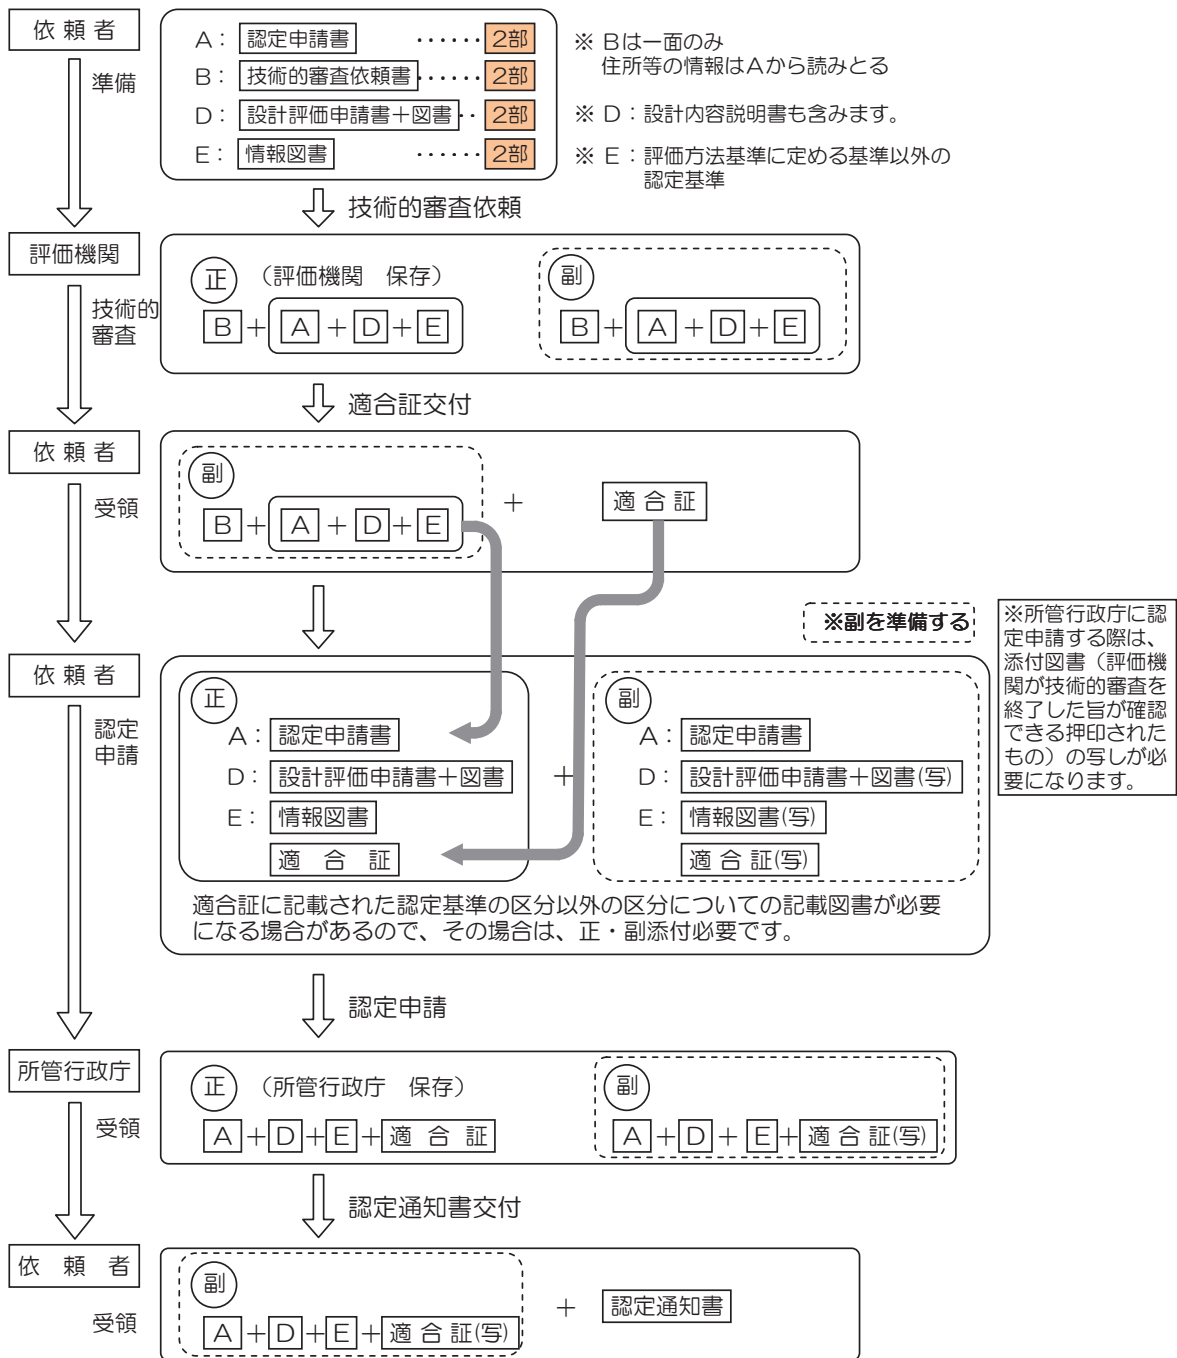 依 頼 者
準備
A： 認定申請書 ‥‥‥ 2部
B： 技術的審査依頼書 ‥‥‥ 2部
D： 設計評価申請書＋図書 ‥ 2部
E： 情報図書 ‥‥‥ 2部
※ Bは一面のみ
住所等の情報はAから読みとる
※ D：設計内容説明書も含みます。
※ E：評価方法基準に定める基準以外の
認定基準
技術的審査依頼
評価機関
技術的
審査
正 （評価機関　保存）
B＋A＋D＋E
副
B＋A＋D＋E
適合証交付
依 頼 者
受領
副
B＋A＋D＋E
＋
適 合 証
※副を準備する
※所管行政庁に認
定申請する際は、
添付図書（評価機
関が技術的審査を
終了した旨が確認
できる押印された
もの）の写しが必
要になります。
依 頼 者
認定
申請
正
A： 認定申請書
D： 設計評価申請書＋図書
E： 情報図書
適　合　証
＋
副
A： 認定申請書
D： 設計評価申請書＋図書(写)
E： 情報図書(写)
適 合 証(写)
適合証に記載された認定基準の区分以外の区分についての記載図書が必要
になる場合があるので、その場合は、正・副添付必要です。
認定申請
所管行政庁
受領
正 （所管行政庁　保存）
A＋D＋E＋適 合 証
副
A＋D＋E＋適 合 証(写)
認定通知書交付
依　頼　者
受領
副
A＋D＋E＋適 合 証(写)
＋
認定通知書